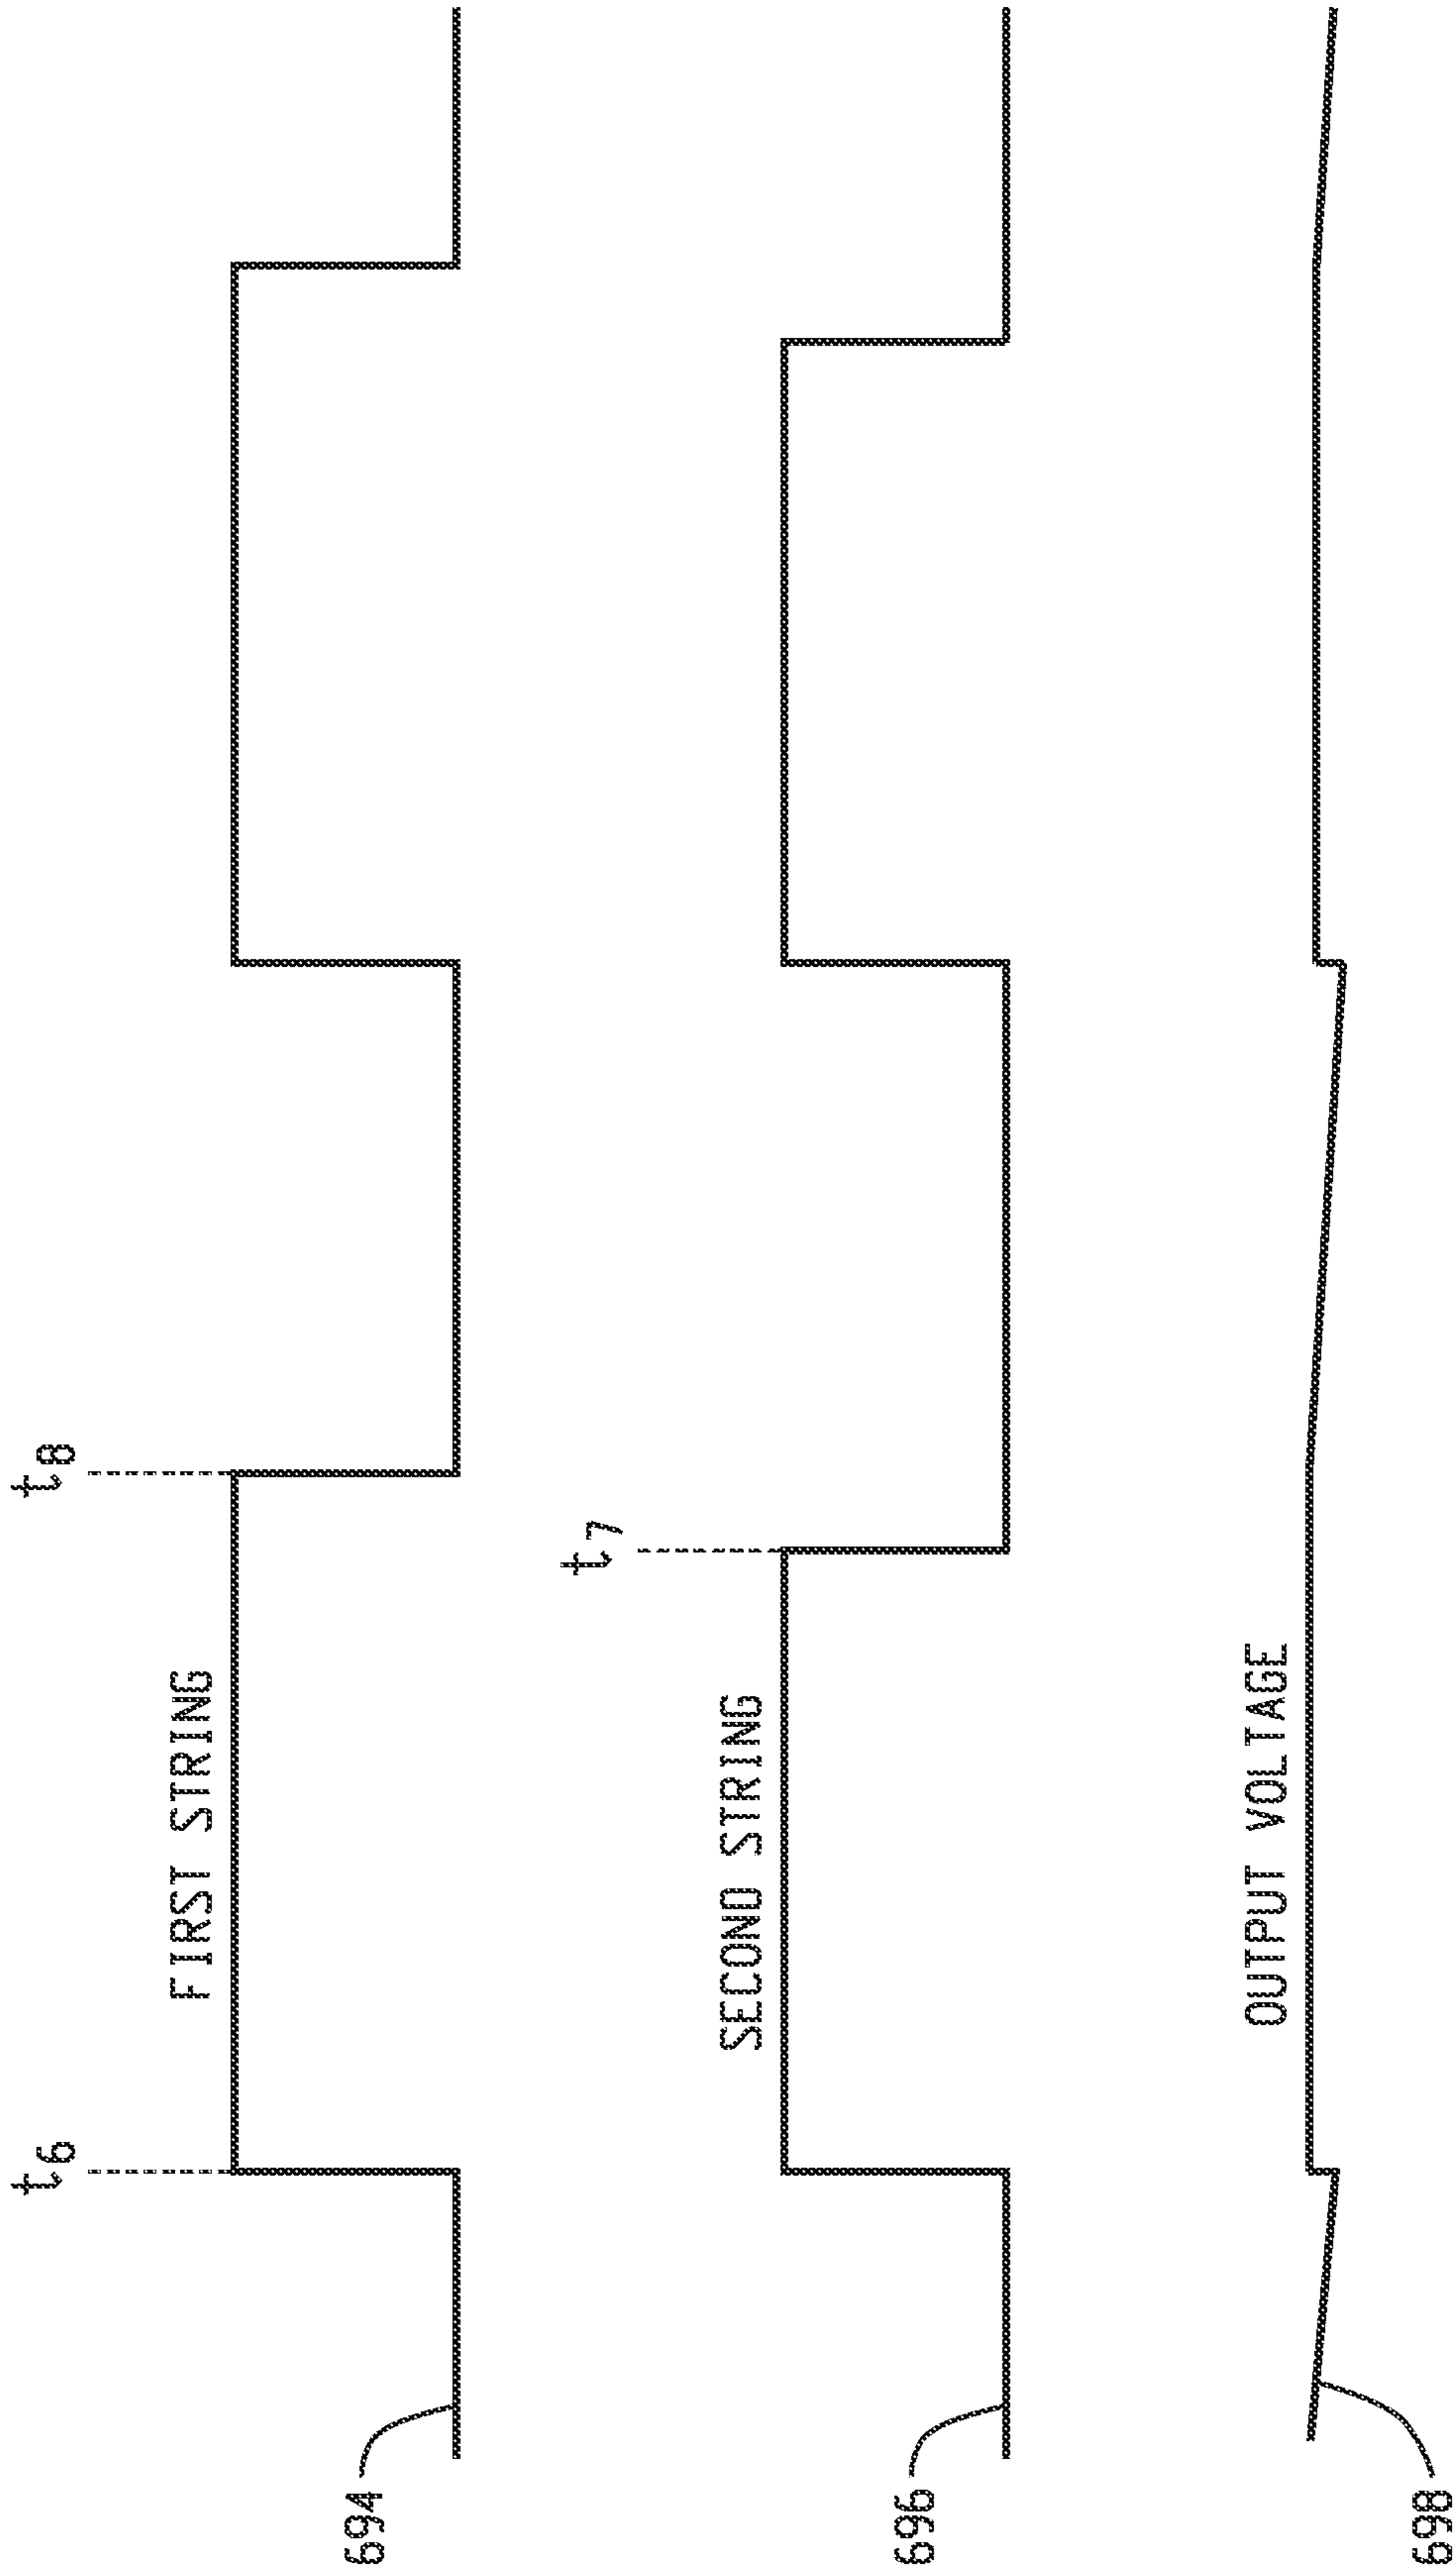 t6
t8
FIRST STRING
694
t7
SECOND STRING
696
OUTPUT VOLTAGE
698